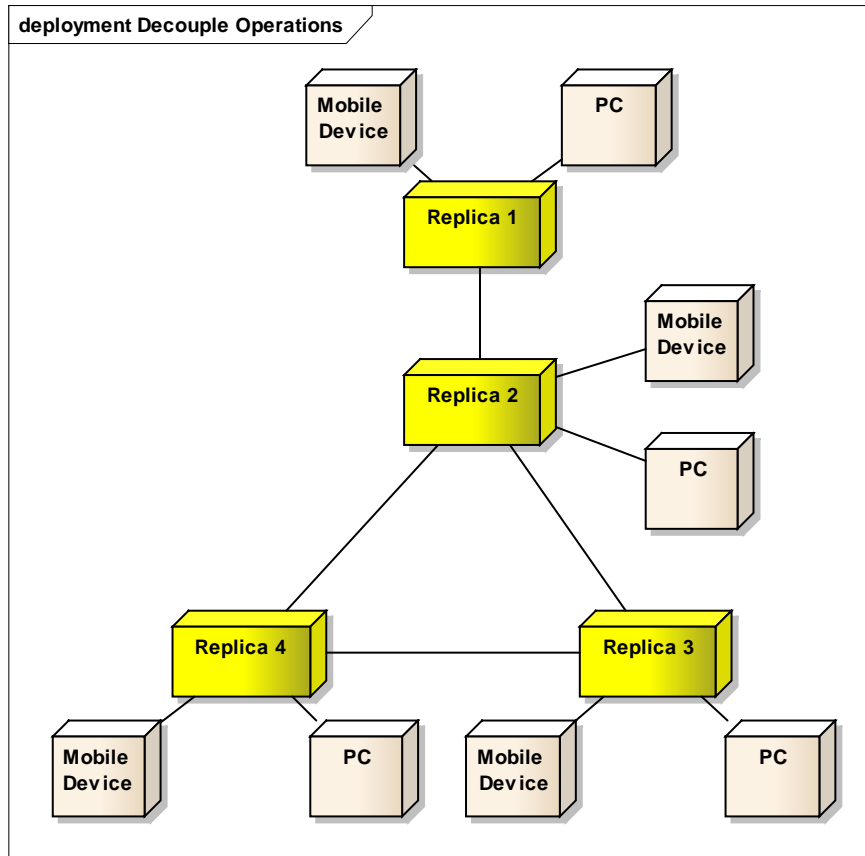 deployment Decouple Operations
Mobile
Device
PC
Replica 1
Mobile
Device
Replica 2
PC
Replica 4
Replica 3
Mobile
Device
PC
Mobile
Device
PC